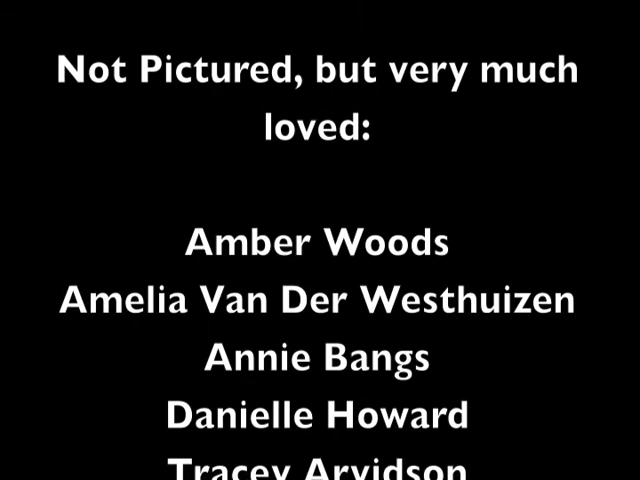 Not Pictured, but very much
loved:
Amber Woods
Amelia Van Der Westhuizen
Annie Bangs
Danielle Howard
Tracey Arvidson